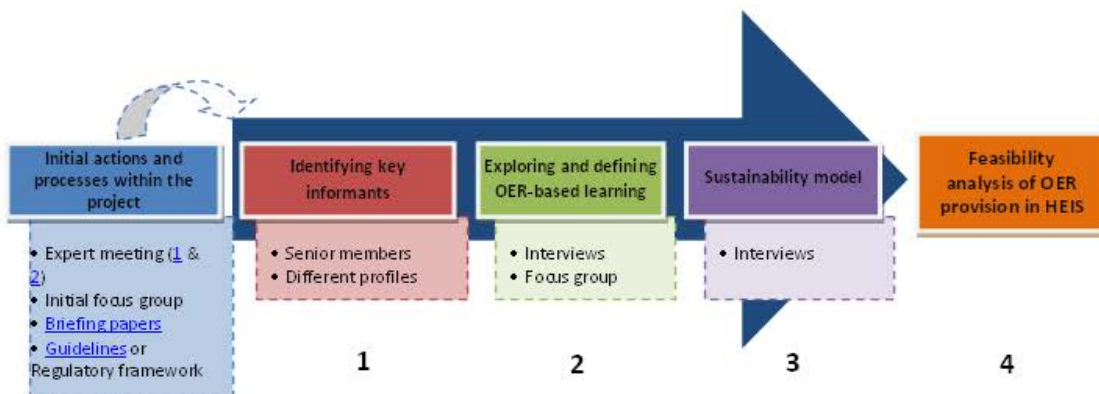 Initial actions and
processes within the
project
• Expert meeting (1 &
2)
• Initial focus group
• Briefing papers
• Guidelines or
Regulatory framework
Identifying key
informants
• Senior members
• Different profiles
1
Exploring and defining
OER-based learning
• Interviews
• Focus group
2
Sustainability model
• Interviews
3
Feasibility
analysis of OER
provision in HEIS
4